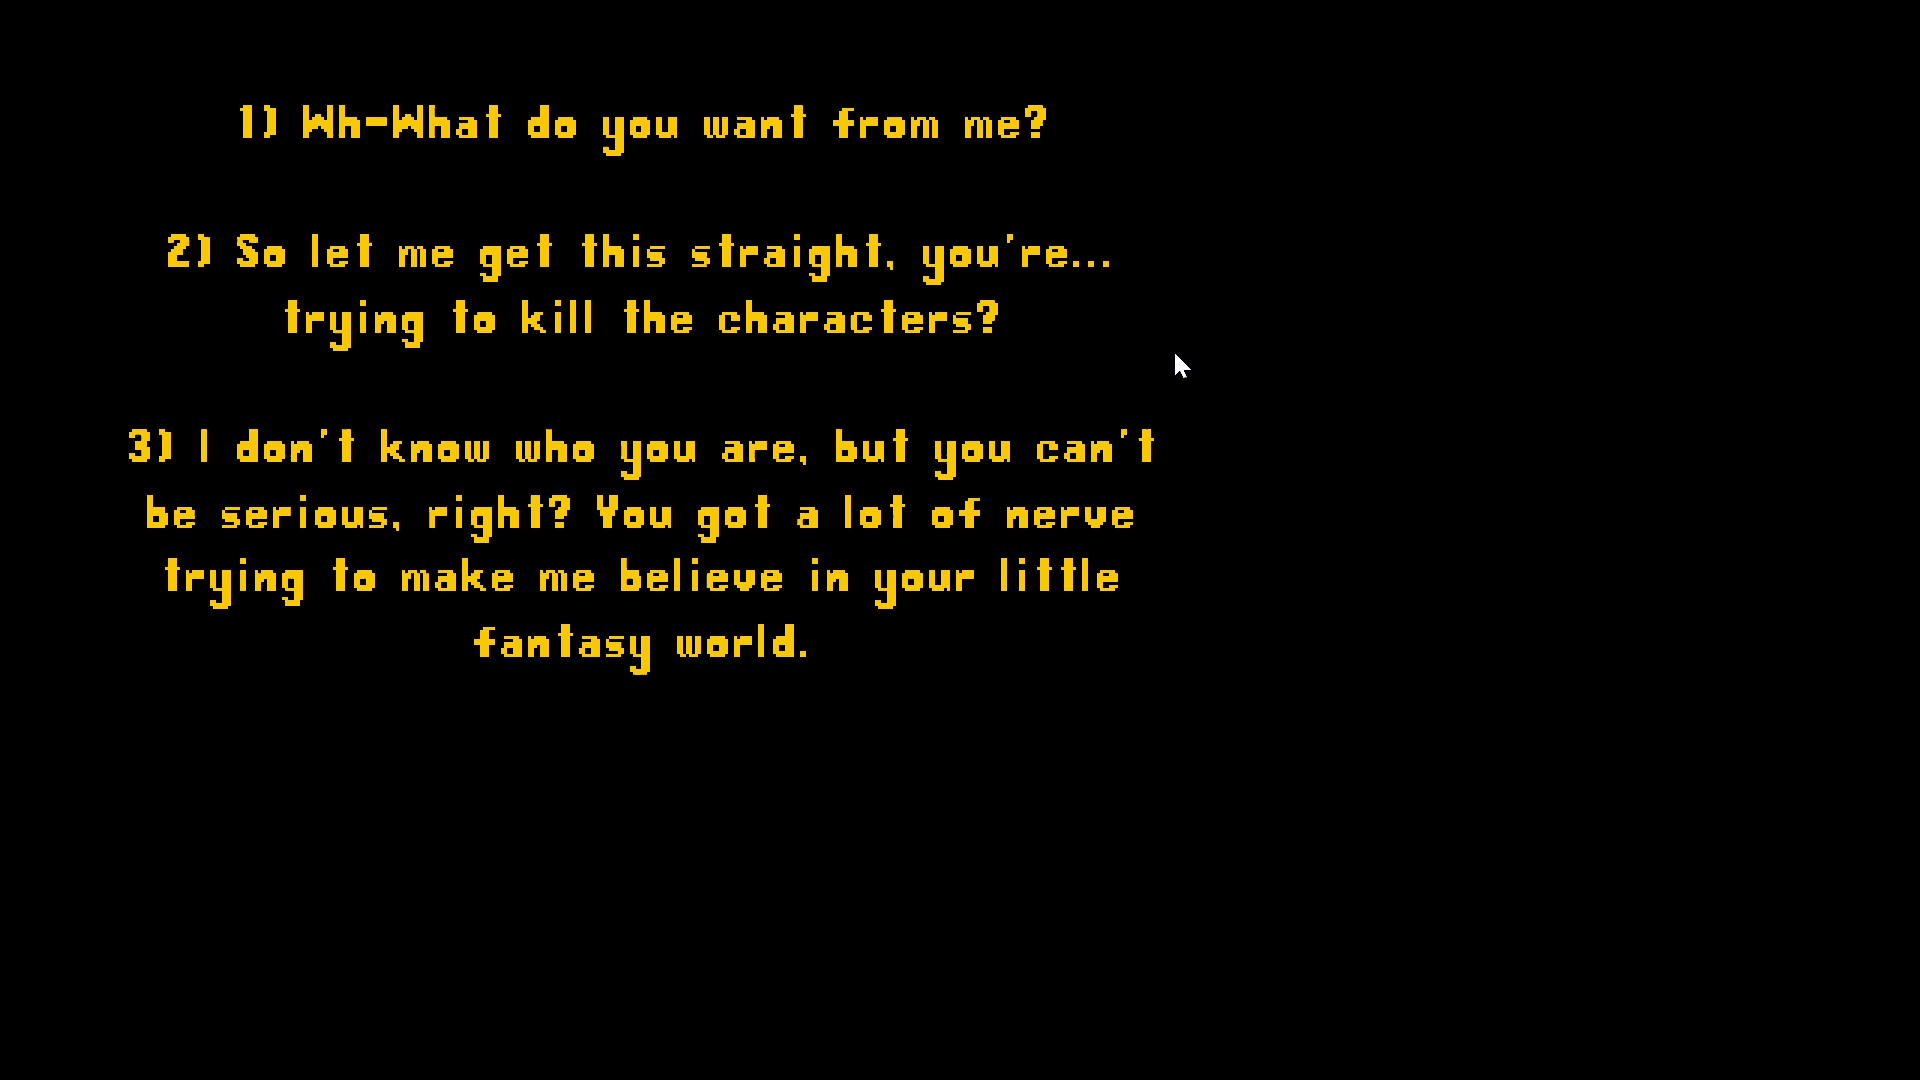 1) Wh-What do you want from me?
2) So let me get this straight, you're...
trying to kill the characters?
3) I don't know who you are, but you can't
be serious, right? You got a lot of nerve
trying to make me believe in your little
fantasy world.